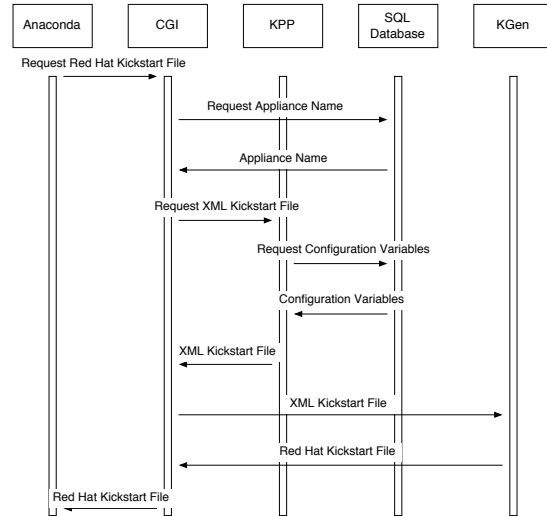 Anaconda
CGI
KPP
SQL
Database
KGen
Request Red Hat Kickstart File
Request Appliance Name
Appliance Name
Request XML Kickstart File
Request Configuration Variables
Configuration Variables
XML Kickstart File
XML Kickstart File
Red Hat Kickstart File
Red Hat Kickstart File